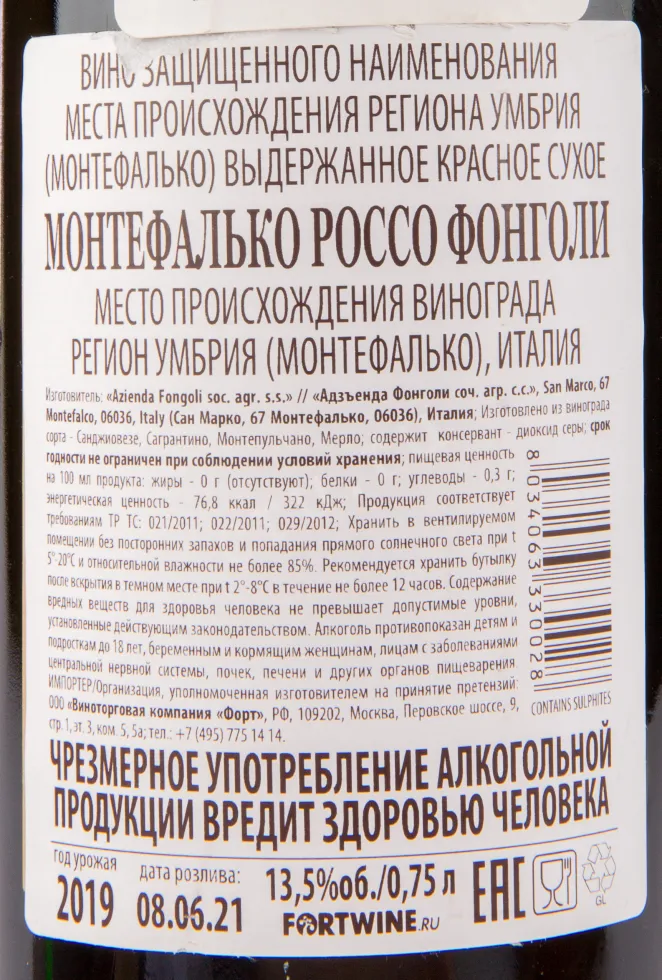 ВИНО ЗАЩИЩЕННОГО НАИМЕНОВАНИЯ
МЕСТА ПРОИСХОЖДЕНИЯ РЕГИОНА УМБРИЯ
(МОНТЕФАЛЬКО) ВЫДЕРЖАННОЕ КРАСНОЕ СУХОЕ
МОНТЕФАЛЬКО РОССО ФОНГОЛИ
МЕСТО ПРОИСХОЖДЕНИЯ ВИНОГРАДА
РЕГИОН УМБРИЯ (МОНТЕФАЛЬКО), ИТАЛИЯ
Изготовитель: «Azienda Fongoli soc. agr. s.s.» // «Адзъенда Фонголи соч. агр. с.с.», San Marco, 67
Montefalco, 06036, Italy (Сан Марко, 67 Монтефалько, 06036), Италия; Изготовлено из винограда
сорта - Санджиовезе, Сагрантино, Монтепульчано, Мерло; содержит консервант - диоксид серы; срок
годности не ограничен при соблюдении условий хранения; пищевая ценность
на 100 мл продукта: жиры - 0 г (отсутствуют); белки - 0 г; углеводы - 0,3 г;
энергетическая ценность - 76,8 ккал / 322 кДж; Продукция соответствует
требованиям ТР ТС: 021/2011; 022/2011; 029/2012; Хранить в вентилируемом
помещении без посторонних запахов и попадания прямого солнечного света при t
5°-20°С и относительной влажности не более 85%. Рекомендуется хранить бутылку
после вскрытия в темном месте при t 2°-8°С в течение не более 12 часов. Содержание
вредных веществ для здоровья человека не превышает допустимые уровни,
установленные действующим законодательством. Алкоголь противопоказан детям и
подросткам до 18 лет, беременным и кормящим женщинам, лицам с заболеваниями
центральной нервной системы, почек, печени и других органов пищеварения
ИМПОРТЕР/Организация, уполномоченная изготовителем на принятие претензий:
ООО «Виноторговая компания «Форт», РФ, 109202, Москва, Перовское шоссе, 9,
стр. 1, эт. 3, ком. 5, 5а; тел.: +7 (495) 775 14 14.
8 034063 330028
CONTAINS SULPHITES
ЧРЕЗМЕРНОЕ УПОТРЕБЛЕНИЕ АЛКОГОЛЬНОЙ
ПРОДУКЦИИ ВРЕДИТ ЗДОРОВЬЮ ЧЕЛОВЕКА
год урожая
2019
дата розлива:
08.06.21
13,5%об./0,75 л
FORTWINE.RU
EAC
GL